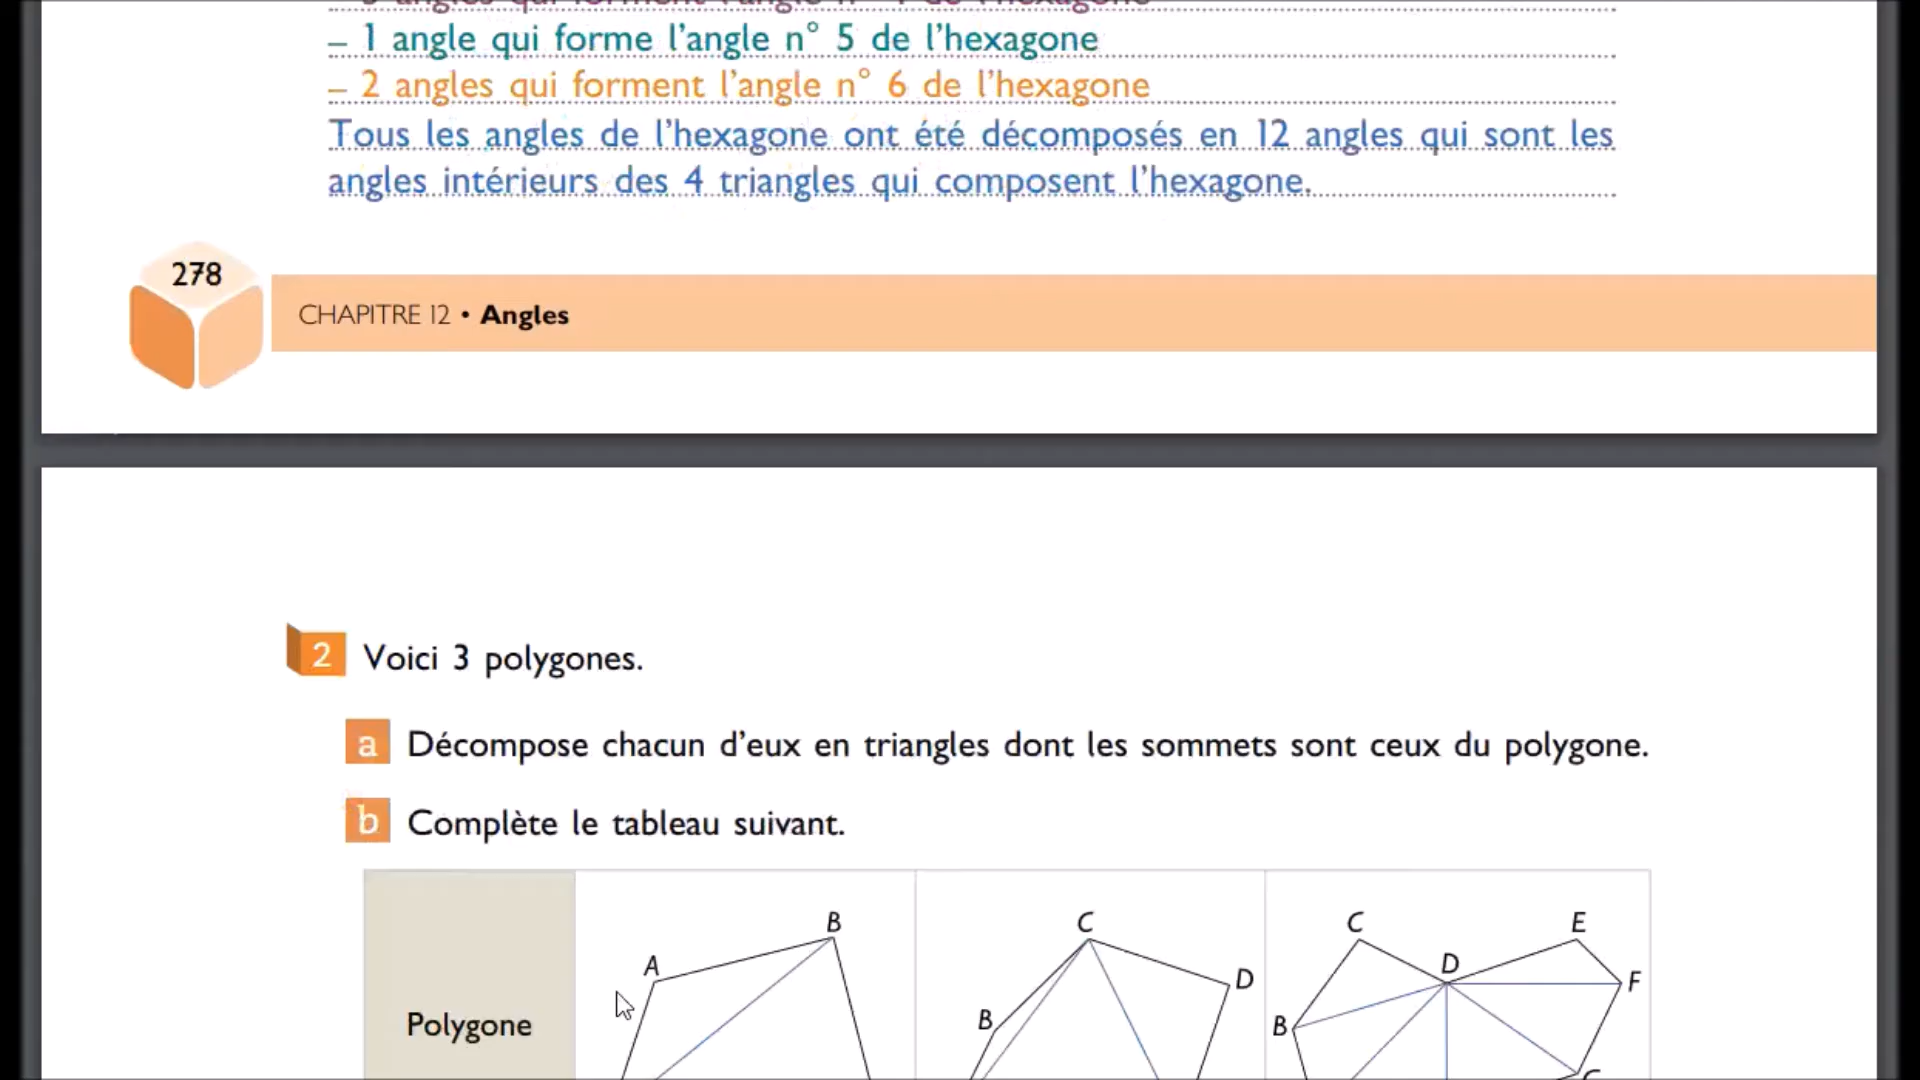 – 1 angle qui forme l'angle n° 5 de l'hexagone
– 2 angles qui forment l'angle n° 6 de l'hexagone
Tous les angles de l'hexagone ont été décomposés en 12 angles qui sont les
angles intérieurs des 4 triangles qui composent l'hexagone.
278
CHAPITRE 12 • Angles
2 Voici 3 polygones.
a Décompose chacun d'eux en triangles dont les sommets sont ceux du polygone.
b Complète le tableau suivant.
B C C E
A D D F
B B
Polygone